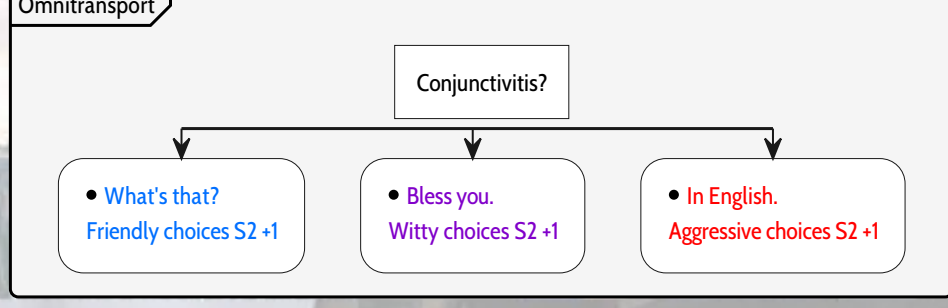 Omnitransport
Conjunctivitis?
• What's that?
Friendly choices S2 +1
• Bless you.
Witty choices S2 +1
• In English.
Aggressive choices S2 +1